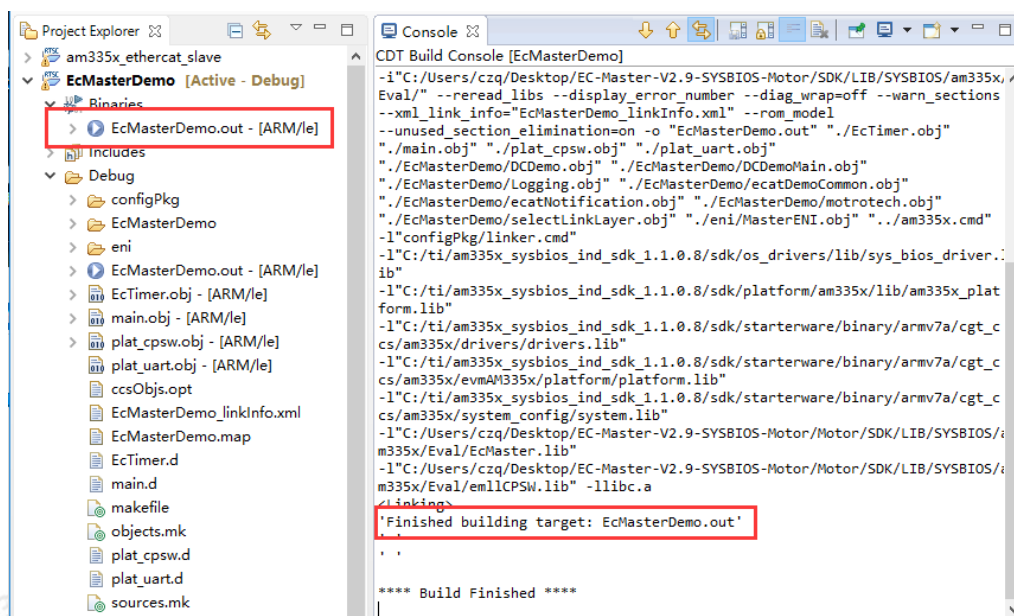 Project Explorer
am335x_ethercat_slave
EcMasterDemo [Active - Debug]
Binaries
EcMasterDemo.out - [ARM/le]
Includes
Debug
configPkg
EcMasterDemo
eni
EcMasterDemo.out - [ARM/le]
EcTimer.obj - [ARM/le]
main.obj - [ARM/le]
plat_cpsw.obj - [ARM/le]
plat_uart.obj - [ARM/le]
ccsObjs.opt
EcMasterDemo_linkInfo.xml
EcMasterDemo.map
EcTimer.d
main.d
makefile
objects.mk
plat_cpsw.d
plat_uart.d
sources.mk
Console
CDT Build Console [EcMasterDemo]
-i"C:/Users/czq/Desktop/EC-Master-V2.9-SYSBIOS-Motor/SDK/LIB/SYSBIOS/am335x/
Eval/" --reread_libs --display_error_number --diag_wrap=off --warn_sections
--xml_link_info="EcMasterDemo_linkInfo.xml" --rom_model
--unused_section_elimination=on -o "EcMasterDemo.out" "./EcTimer.obj"
"./main.obj" "./plat_cpsw.obj" "./plat_uart.obj"
"./EcMasterDemo/DCDemo.obj" "./EcMasterDemo/DCDemoMain.obj"
"./EcMasterDemo/Logging.obj" "./EcMasterDemo/ecatDemoCommon.obj"
"./EcMasterDemo/ecatNotification.obj" "./EcMasterDemo/motrotech.obj"
"./EcMasterDemo/selectLinkLayer.obj" "./eni/MasterENI.obj" "../am335x.cmd"
-l"configPkg/linker.cmd"
-l"C:/ti/am335x_sysbios_ind_sdk_1.1.0.8/sdk/os_drivers/lib/sys_bios_driver.l
ib"
-l"C:/ti/am335x_sysbios_ind_sdk_1.1.0.8/sdk/platform/am335x/lib/am335x_plat
form.lib"
-l"C:/ti/am335x_sysbios_ind_sdk_1.1.0.8/sdk/starterware/binary/armv7a/cgt_c
cs/am335x/drivers/drivers.lib"
-l"C:/ti/am335x_sysbios_ind_sdk_1.1.0.8/sdk/starterware/binary/armv7a/cgt_c
cs/am335x/evmAM335x/platform/platform.lib"
-l"C:/ti/am335x_sysbios_ind_sdk_1.1.0.8/sdk/starterware/binary/armv7a/cgt_c
cs/am335x/system_config/system.lib"
-l"C:/Users/czq/Desktop/EC-Master-V2.9-SYSBIOS-Motor/Motor/SDK/LIB/SYSBIOS/a
m335x/Eval/EcMaster.lib"
-l"C:/Users/czq/Desktop/EC-Master-V2.9-SYSBIOS-Motor/Motor/SDK/LIB/SYSBIOS/a
m335x/Eval/emllCPSW.lib" -llibc.a
<Linking>
'Finished building target: EcMasterDemo.out'
' '
' '
**** Build Finished ****